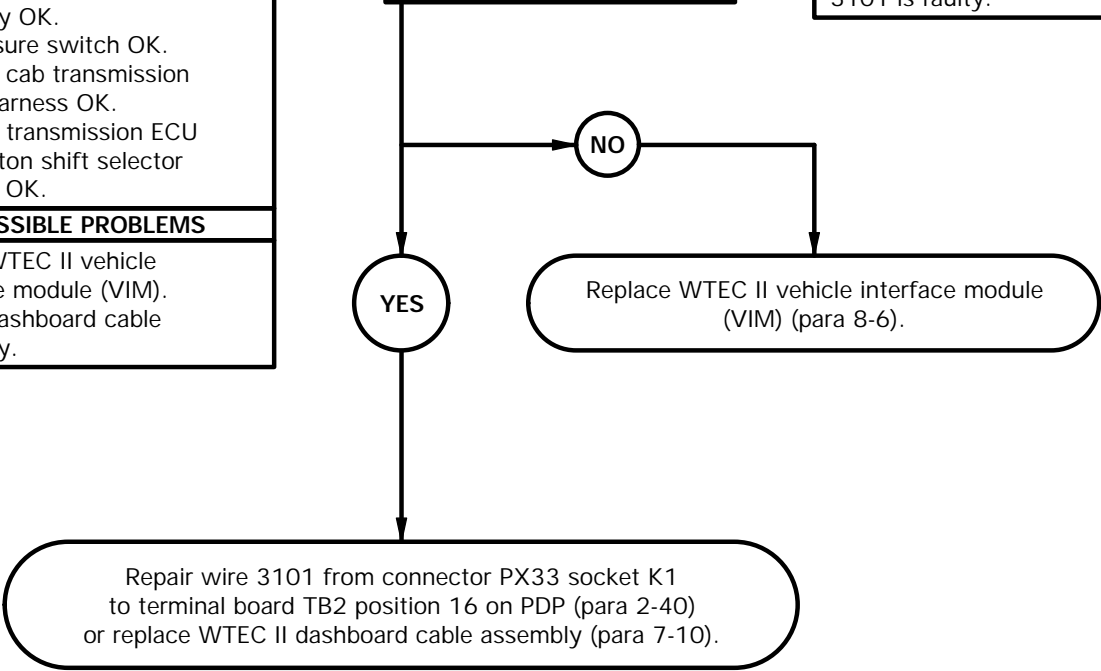 y OK.
sure switch OK.
cab transmission
arness OK.
transmission ECU
ton shift selector
OK.
SSIBLE PROBLEMS
WTEC II vehicle
e module (VIM).
dashboard cable
y.
3101 is faulty.
NO
YES
Replace WTEC II vehicle interface module
(VIM) (para 8-6).
Repair wire 3101 from connector PX33 socket K1
to terminal board TB2 position 16 on PDP (para 2-40)
or replace WTEC II dashboard cable assembly (para 7-10).